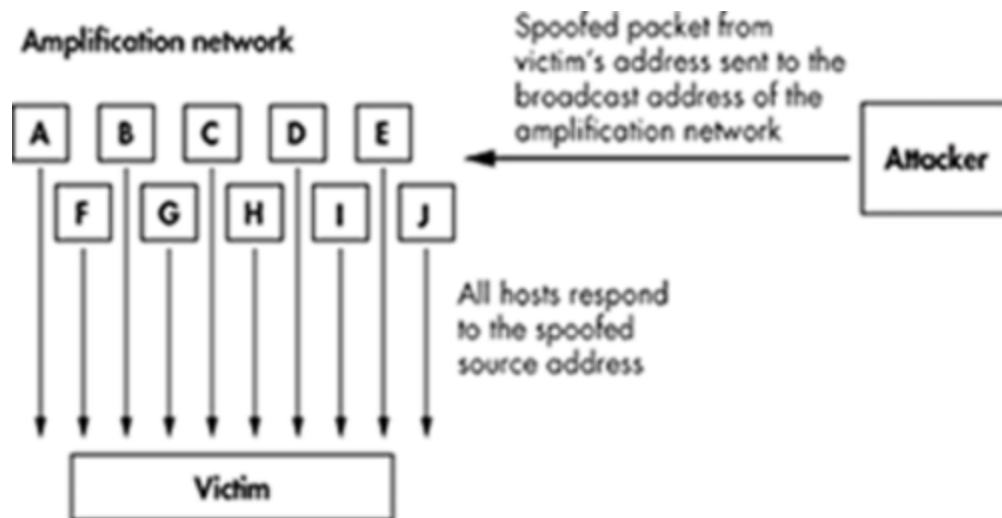 Amplification network
Spoofed packet from
victim's address sent to the
broadcast address of the
amplification network
A
B
C
D
E
Attacker
F
G
H
I
J
All hosts respond
to the spoofed
source address
Victim